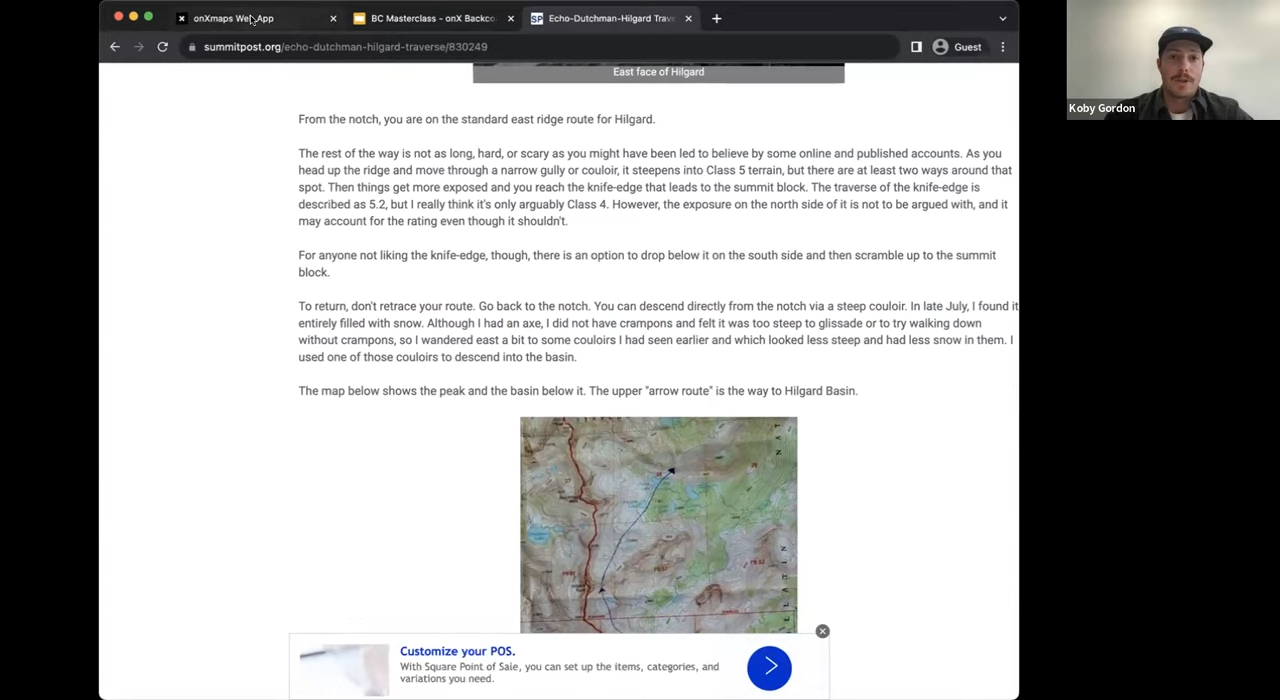 onXmaps Web App
BC Masterclass - onX Backco
Echo-Dutchman-Hilgard Trave
SP
summitpost.org/echo-dutchman-hilgard-traverse/830249
Guest
Koby Gordon
East face of Hilgard
From the notch, you are on the standard east ridge route for Hilgard.
The rest of the way is not as long, hard, or scary as you might have been led to believe by some online and published accounts. As you
head up the ridge and move through a narrow gully or couloir, it steepens into Class 5 terrain, but there are at least two ways around that
spot. Then things get more exposed and you reach the knife-edge that leads to the summit block. The traverse of the knife-edge is
described as 5.2, but I really think it's only arguably Class 4. However, the exposure on the north side of it is not to be argued with, and it
may account for the rating even though it shouldn't.
For anyone not liking the knife-edge, though, there is an option to drop below it on the south side and then scramble up to the summit
block.
To return, don't retrace your route. Go back to the notch. You can descend directly from the notch via a steep couloir. In late July, I found it
entirely filled with snow. Although I had an axe, I did not have crampons and felt it was too steep to glissade or to try walking down
without crampons, so I wandered east a bit to some couloirs I had seen earlier and which looked less steep and had less snow in them. I
used one of those couloirs to descend into the basin.
The map below shows the peak and the basin below it. The upper "arrow route" is the way to Hilgard Basin.
Customize your POS.
With Square Point of Sale, you can set up the items, categories, and
variations you need.